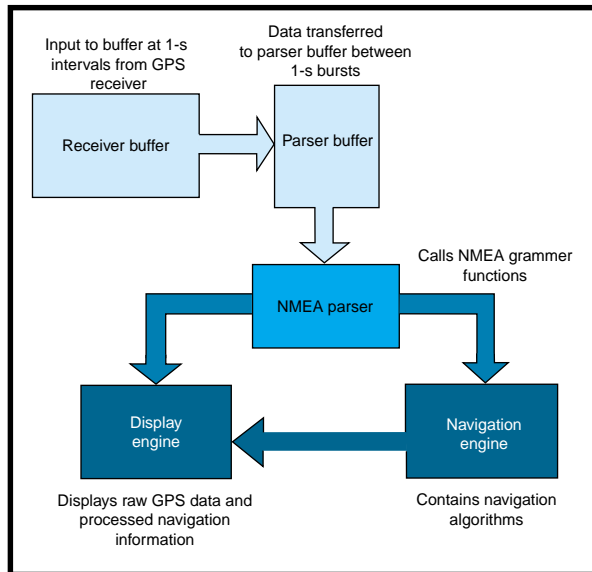 Input to buffer at 1-s
intervals from GPS
receiver
Data transferred
to parser buffer between
1-s bursts
Receiver buffer
Parser buffer
Calls NMEA grammer
functions
NMEA parser
Display
engine
Navigation
engine
Displays raw GPS data and
processed navigation
information
Contains navigation
algorithms